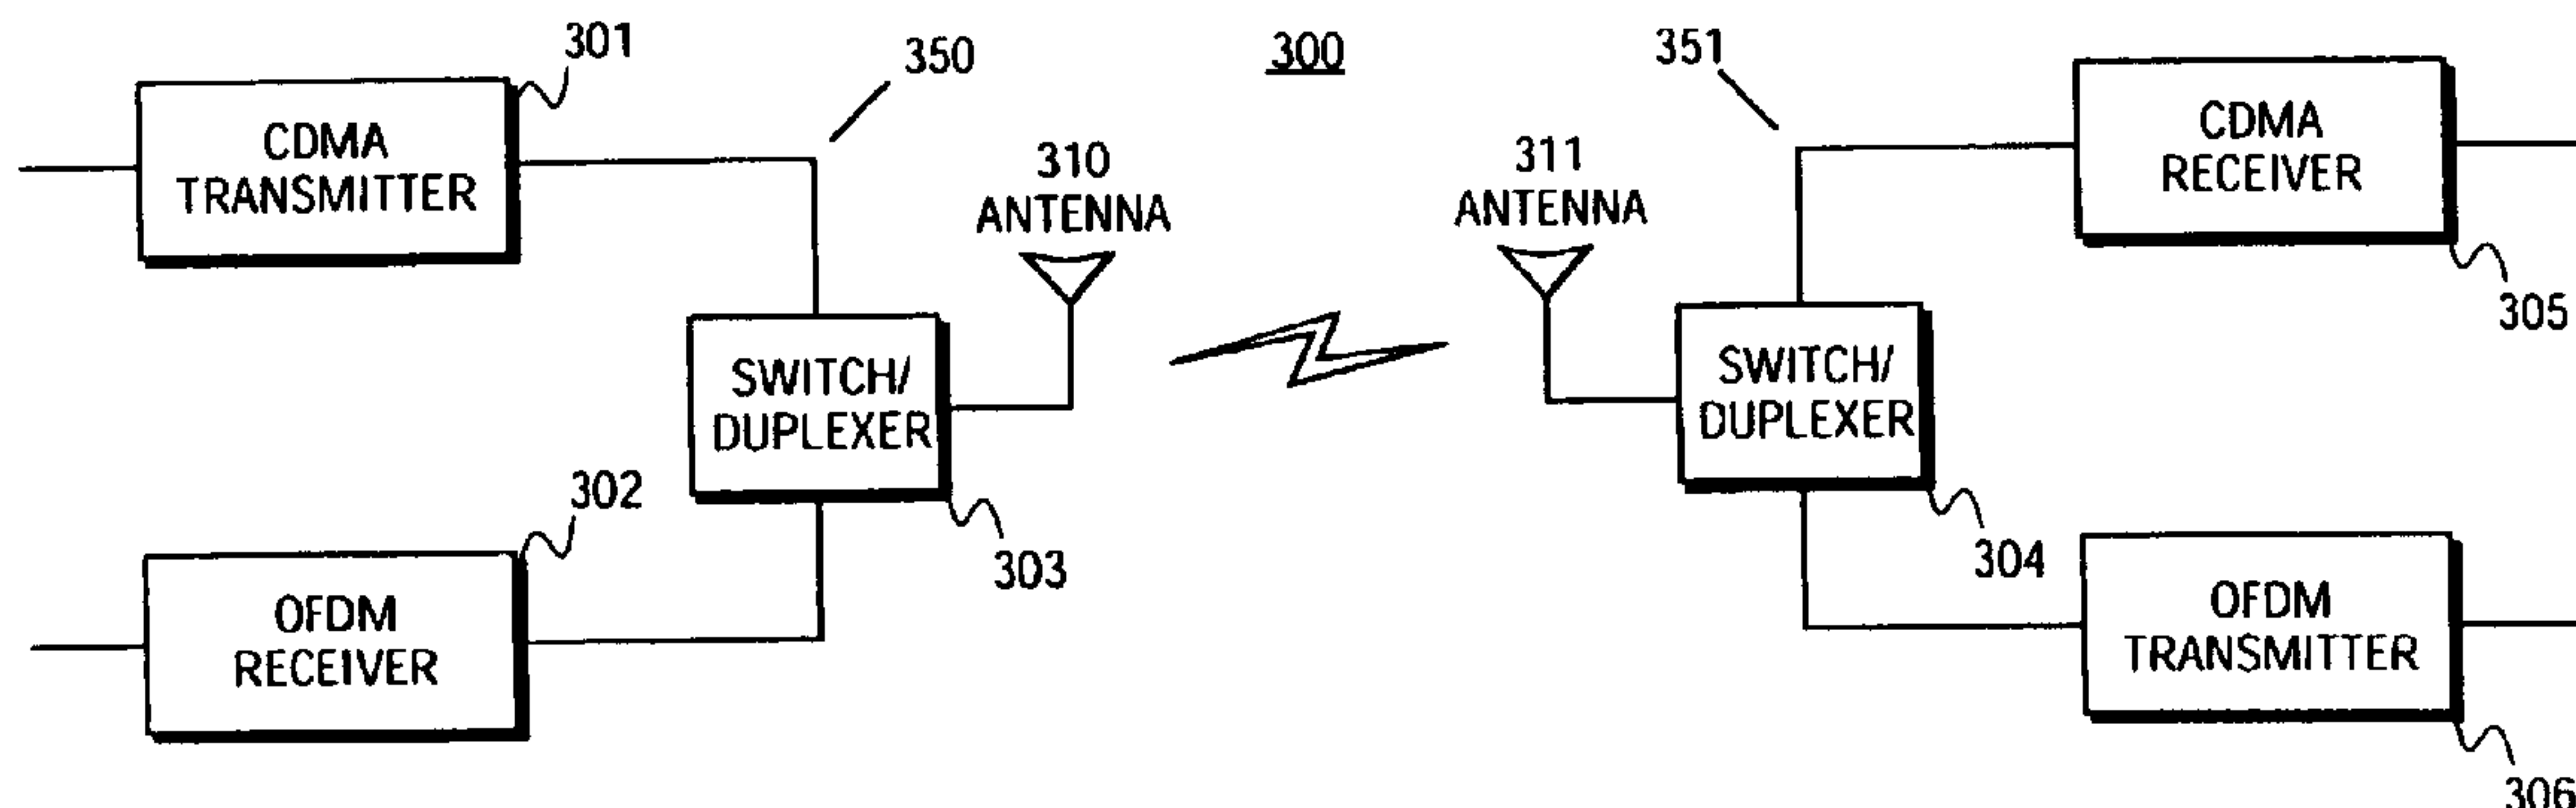 301
350
300
351
CDMA
TRANSMITTER
310
ANTENNA
311
ANTENNA
CDMA
RECEIVER
305
SWITCH/
DUPLEXER
303
SWITCH/
DUPLEXER
304
302
OFDM
RECEIVER
OFDM
TRANSMITTER
306